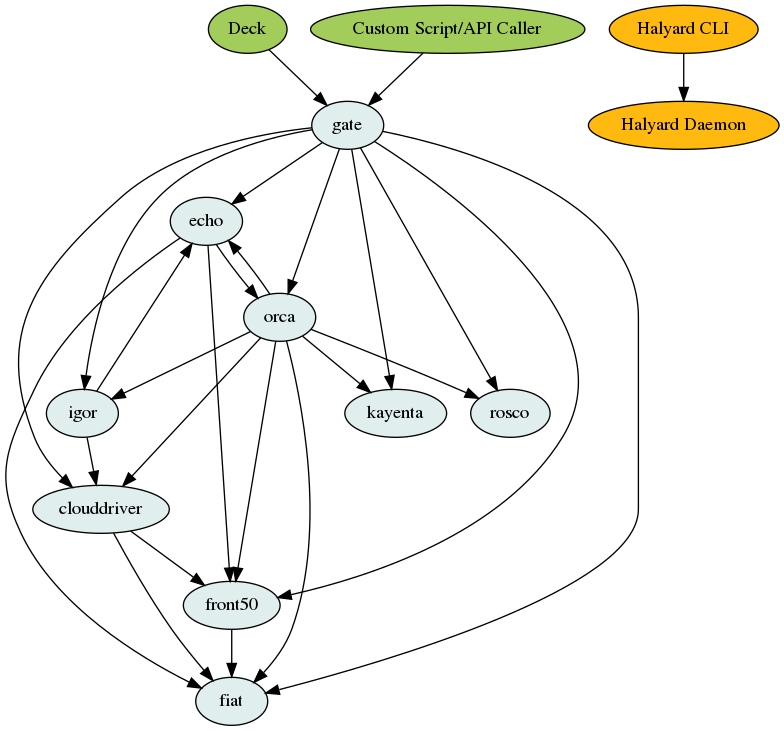 Deck
Custom Script/API Caller
Halyard CLI
gate
Halyard Daemon
echo
orca
igor
kayenta
rosco
clouddriver
front50
fiat